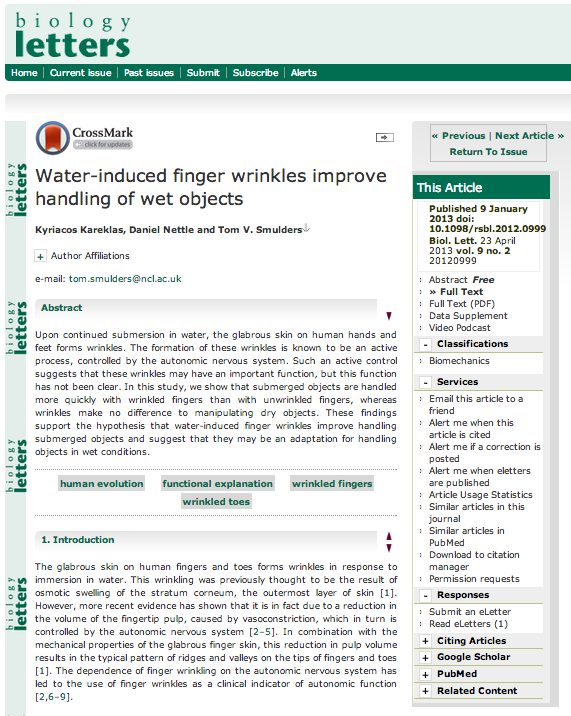 biology
letters
Home | Current issue | Past issues | Submit | Subscribe | Alerts
CrossMark
click for updates
Water-induced finger wrinkles improve
handling of wet objects
Kyriacos Kareklas, Daniel Nettle and Tom V. Smulders
+ Author Affiliations
e-mail: tom.smulders@ncl.ac.uk
Abstract
Upon continued submersion in water, the glabrous skin on human hands and
feet forms wrinkles. The formation of these wrinkles is known to be an active
process, controlled by the autonomic nervous system. Such an active control
suggests that these wrinkles may have an important function, but this function
has not been clear. In this study, we show that submerged objects are handled
more quickly with wrinkled fingers than with unwrinkled fingers, whereas
wrinkles make no difference to manipulating dry objects. These findings
support the hypothesis that water-induced finger wrinkles improve handling
submerged objects and suggest that they may be an adaptation for handling
objects in wet conditions.
human evolution functional explanation wrinkled fingers
wrinkled toes
1. Introduction
The glabrous skin on human fingers and toes forms wrinkles in response to
immersion in water. This wrinkling was previously thought to be the result of
osmotic swelling of the stratum corneum, the outermost layer of skin [1].
However, more recent evidence has shown that it is in fact due to a reduction in
the volume of the fingertip pulp, caused by vasoconstriction, which in turn is
controlled by the autonomic nervous system [2–5]. In combination with the
mechanical properties of the glabrous finger skin, this reduction in pulp volume
results in the typical pattern of ridges and valleys on the tips of fingers and toes
[1]. The dependence of finger wrinkling on the autonomic nervous system has
led to the use of finger wrinkles as a clinical indicator of autonomic function
[2,6–9].
« Previous | Next Article »
Return To Issue
This Article
Published 9 January
2013 doi:
10.1098/rsbl.2012.0999
Biol. Lett. 23 April
2013 vol. 9 no. 2
20120999
Abstract Free
» Full Text
Full Text (PDF)
Data Supplement
Video Podcast
- Classifications
Biomechanics
- Services
Email this article to a
friend
Alert me when this
article is cited
Alert me if a correction is
posted
Alert me when eletters
are published
Article Usage Statistics
Similar articles in this
journal
Similar articles in
PubMed
Download to citation
manager
Permission requests
- Responses
Submit an eLetter
Read eLetters (1)
+ Citing Articles
+ Google Scholar
+ PubMed
+ Related Content
biology
letters
biology
letters
biology
letters
biology
letters